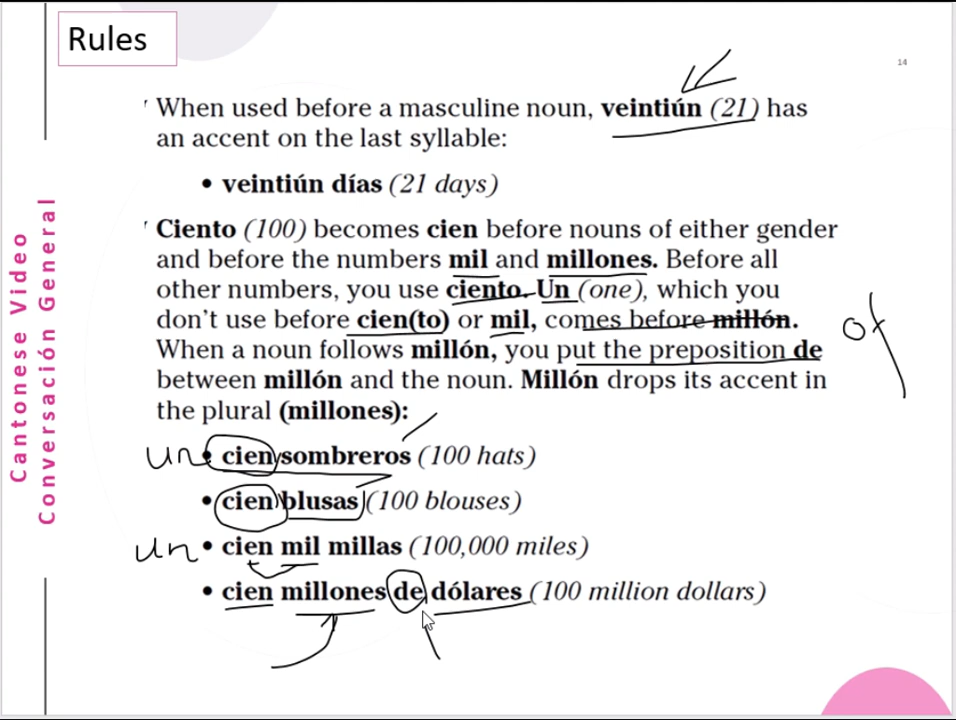 Rules
14
When used before a masculine noun, veintiún (21) has
an accent on the last syllable:
• veintiún días (21 days)
Ciento (100) becomes cien before nouns of either gender
and before the numbers mil and millones. Before all
other numbers, you use ciento. Un (one), which you
don't use before cien(to) or mil, comes before millón.
of
When a noun follows millón, you put the preposition de
between millón and the noun. Millón drops its accent in
the plural (millones):
un • cien sombreros (100 hats)
• cien blusas (100 blouses)
un • cien mil millas (100,000 miles)
• cien millones de dólares (100 million dollars)
Cantonese Video
Conversación General